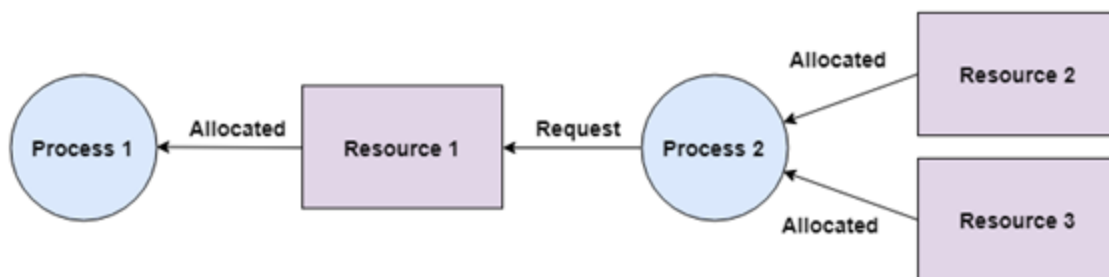 Process 1
Allocated
Resource 1
Request
Process 2
Allocated
Resource 2
Allocated
Resource 3